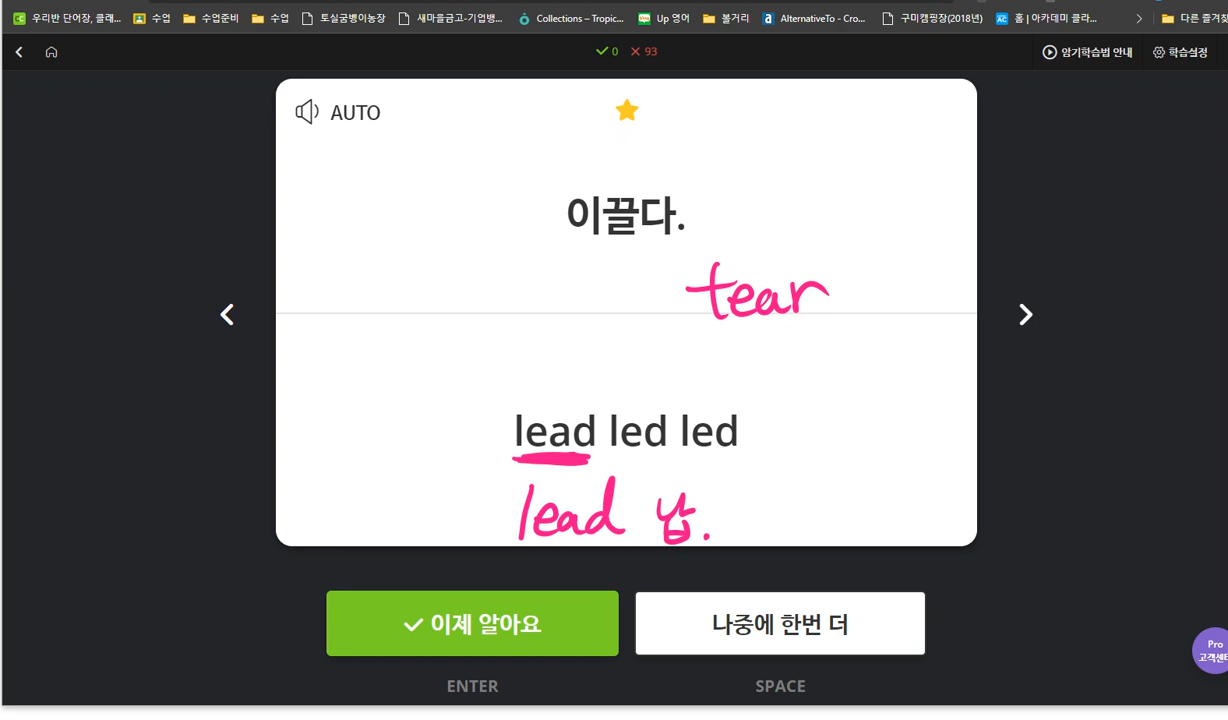 우리반 단어장, 클래... 수업 수업준비 수업 토실굼벵이농장 새마을금고-기업뱅... Collections – Tropic... Up 영어 볼거리 AlternativeTo - Cro... 구미캠핑장(2018년) 홈 | 아카데미 클라... 다른 즐겨찾
0 93 암기학습법 안내 학습설정
AUTO
이끌다.
tear
lead led led
lead 납.
이제 알아요 나중에 한번 더
Pro
고객센터
ENTER SPACE